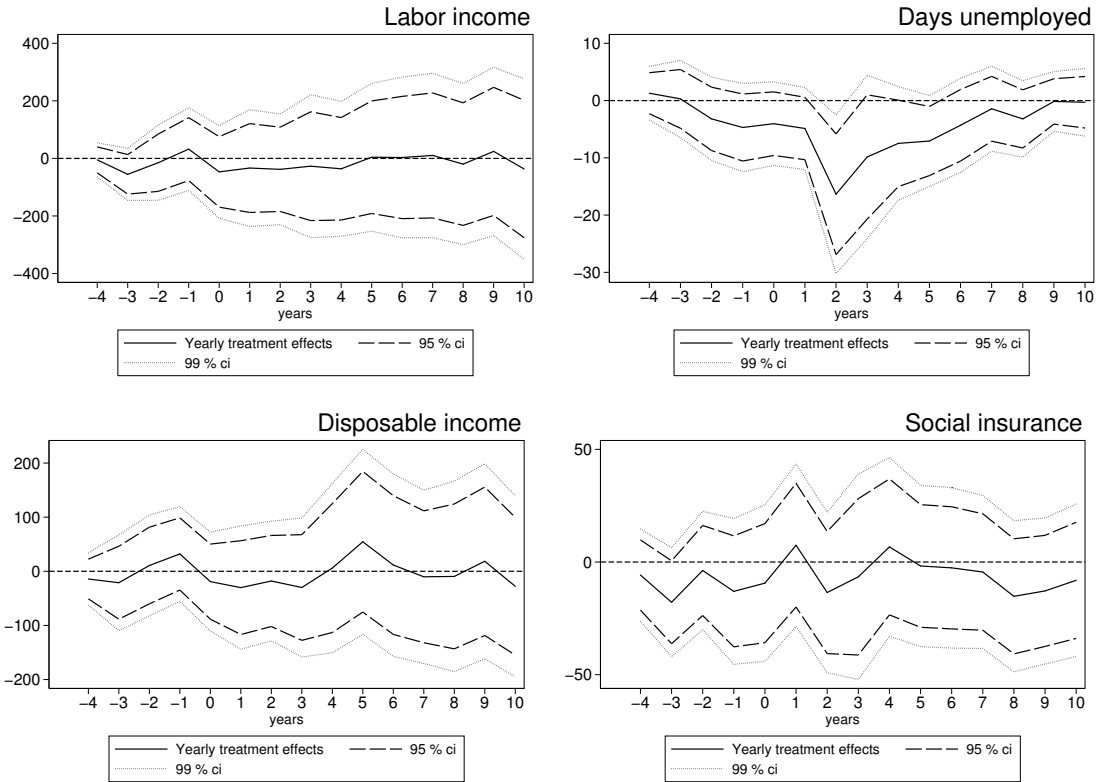 Labor income
400
200
0
−200
−400
−4 −3 −2 −1 0 1 2 3 4 5 6 7 8 9 10
years
Yearly treatment effects 95 % ci
99 % ci
Days unemployed
10
0
−10
−20
−30
−4 −3 −2 −1 0 1 2 3 4 5 6 7 8 9 10
years
Yearly treatment effects 95 % ci
99 % ci
Disposable income
200
100
0
−100
−200
−4 −3 −2 −1 0 1 2 3 4 5 6 7 8 9 10
years
Yearly treatment effects 95 % ci
99 % ci
Social insurance
50
0
−50
−4 −3 −2 −1 0 1 2 3 4 5 6 7 8 9 10
years
Yearly treatment effects 95 % ci
99 % ci